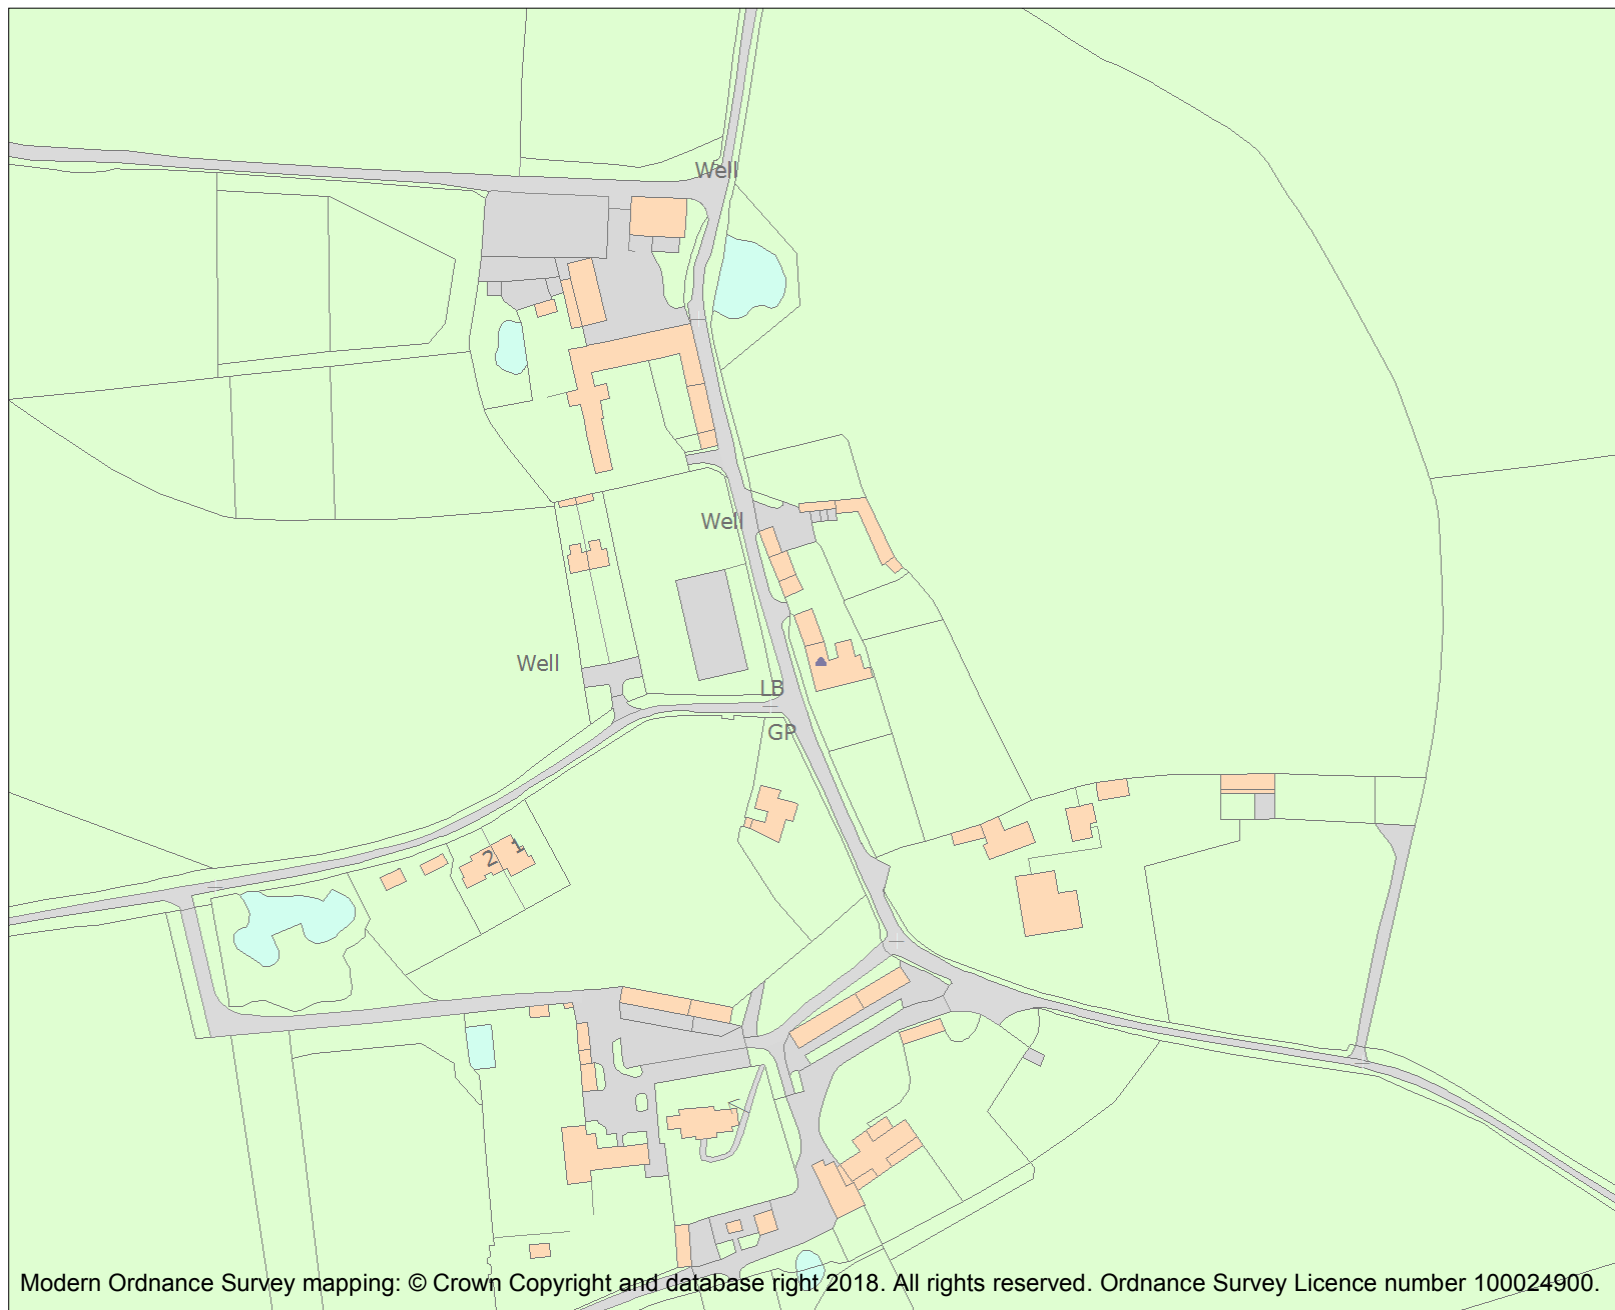 Well
Well
Well
LB
GP
1
2
Modern Ordnance Survey mapping: © Crown Copyright and database right 2018. All rights reserved. Ordnance Survey Licence number 100024900.